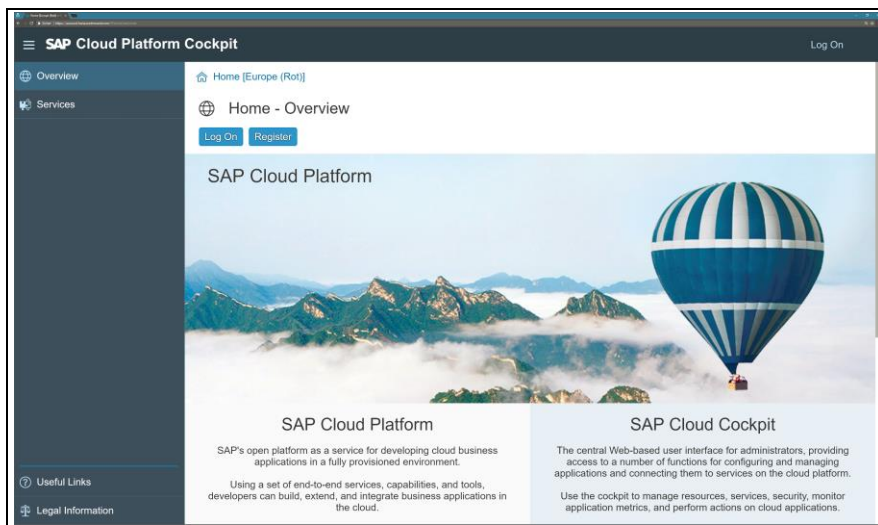 SAP Cloud Platform Cockpit
Log On
Overview
Services
Home [Europe (Rot)]
Home - Overview
Log On
Register
SAP Cloud Platform
SAP Cloud Platform
SAP's open platform as a service for developing cloud business
applications in a fully provisioned environment.
Using a set of end-to-end services, capabilities, and tools,
developers can build, extend, and integrate business applications in
the cloud.
SAP Cloud Cockpit
The central Web-based user interface for administrators, providing
access to a number of functions for configuring and managing
applications and connecting them to services on the cloud platform.
Use the cockpit to manage resources, services, security, monitor
application metrics, and perform actions on cloud applications.
Useful Links
Legal Information